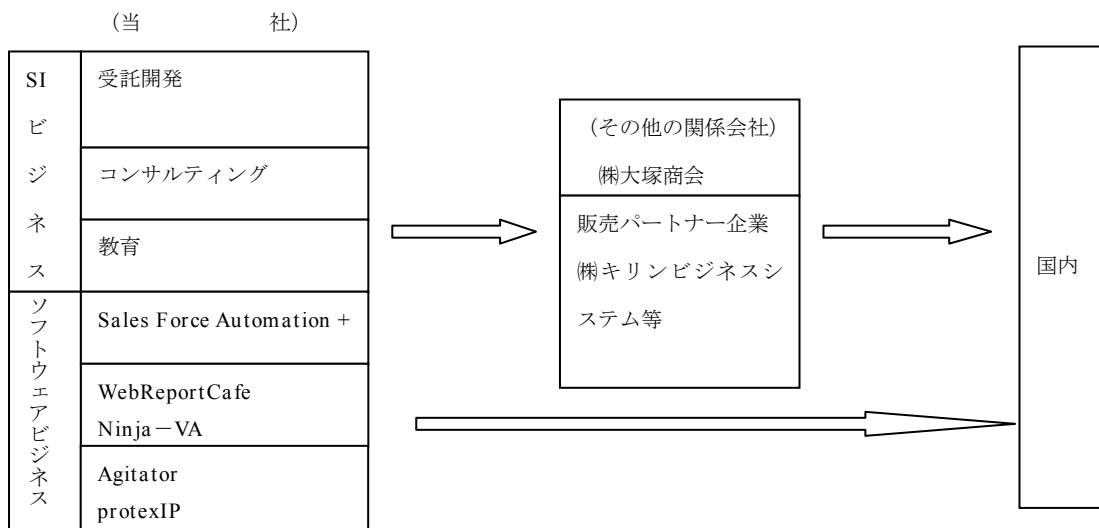 （当　　　　社）
SIビジネス
受託開発
コンサルティング
教育
ソフトウェアビジネス
Sales Force Automation +
WebReportCafe
Ninja－VA
Agitator
protexIP
（その他の関係会社）
㈱大塚商会
販売パートナー企業
㈱キリンビジネスシ
ステム等
国内